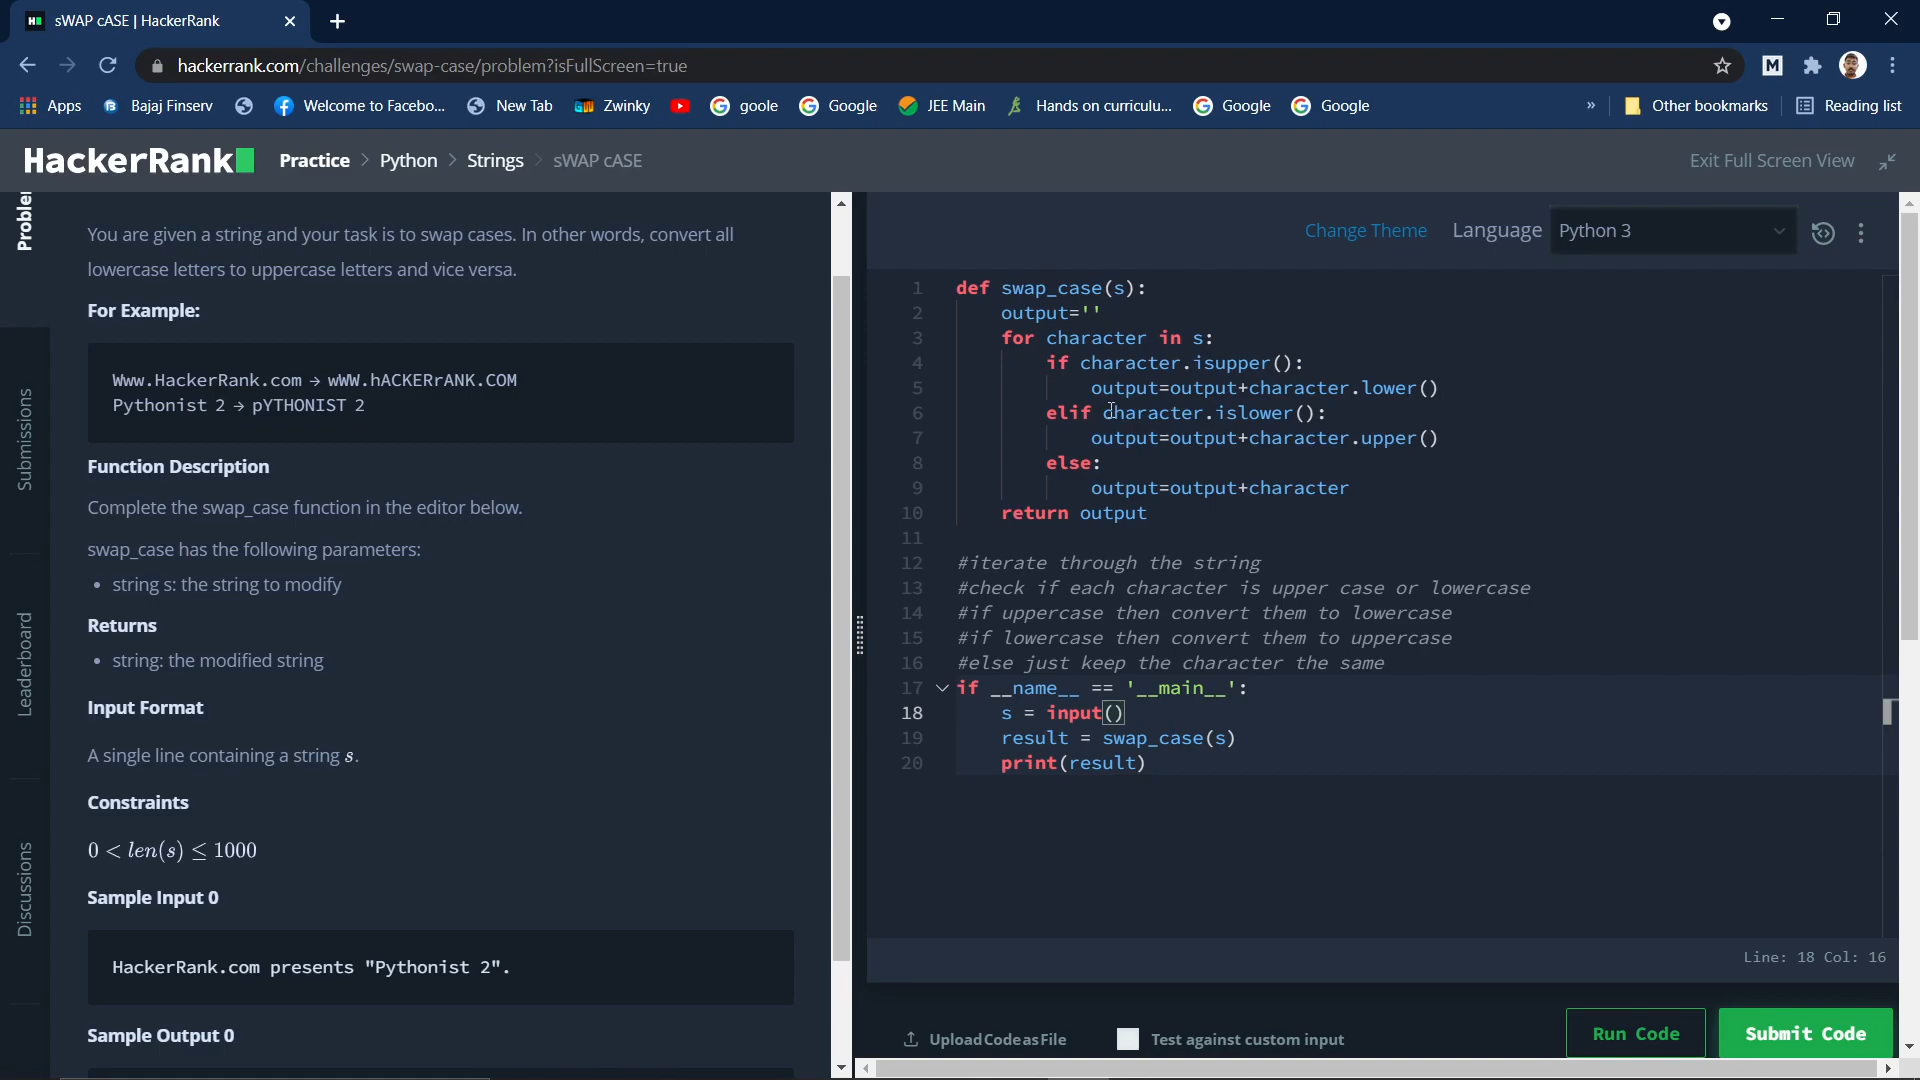 sWAP cASE | HackerRank
hackerrank.com/challenges/swap-case/problem?isFullScreen=true
Apps Bajaj Finserv Welcome to Facebo... New Tab Zwinky goole Google JEE Main Hands on curriculu... Google Google » Other bookmarks Reading list
HackerRank Practice > Python > Strings > sWAP cASE Exit Full Screen View
Problem
Submissions
Leaderboard
Discussions
You are given a string and your task is to swap cases. In other words, convert all
lowercase letters to uppercase letters and vice versa.
For Example:
Www.HackerRank.com → wWW.hACKERrANK.COM
Pythonist 2 → pYTHONIST 2
Function Description
Complete the swap_case function in the editor below.
swap_case has the following parameters:
• string s: the string to modify
Returns
• string: the modified string
Input Format
A single line containing a string s.
Constraints
0 < len(s) ≤ 1000
Sample Input 0
HackerRank.com presents "Pythonist 2".
Sample Output 0
Change Theme Language Python 3
1 def swap_case(s):
2 output=''
3 for character in s:
4 if character.isupper():
5 output=output+character.lower()
6 elif character.islower():
7 output=output+character.upper()
8 else:
9 output=output+character
10 return output
11
12 #iterate through the string
13 #check if each character is upper case or lowercase
14 #if uppercase then convert them to lowercase
15 #if lowercase then convert them to uppercase
16 #else just keep the character the same
17 if __name__ == '__main__':
18 s = input()
19 result = swap_case(s)
20 print(result)
Line: 18 Col: 16
Upload Code as File Test against custom input Run Code Submit Code